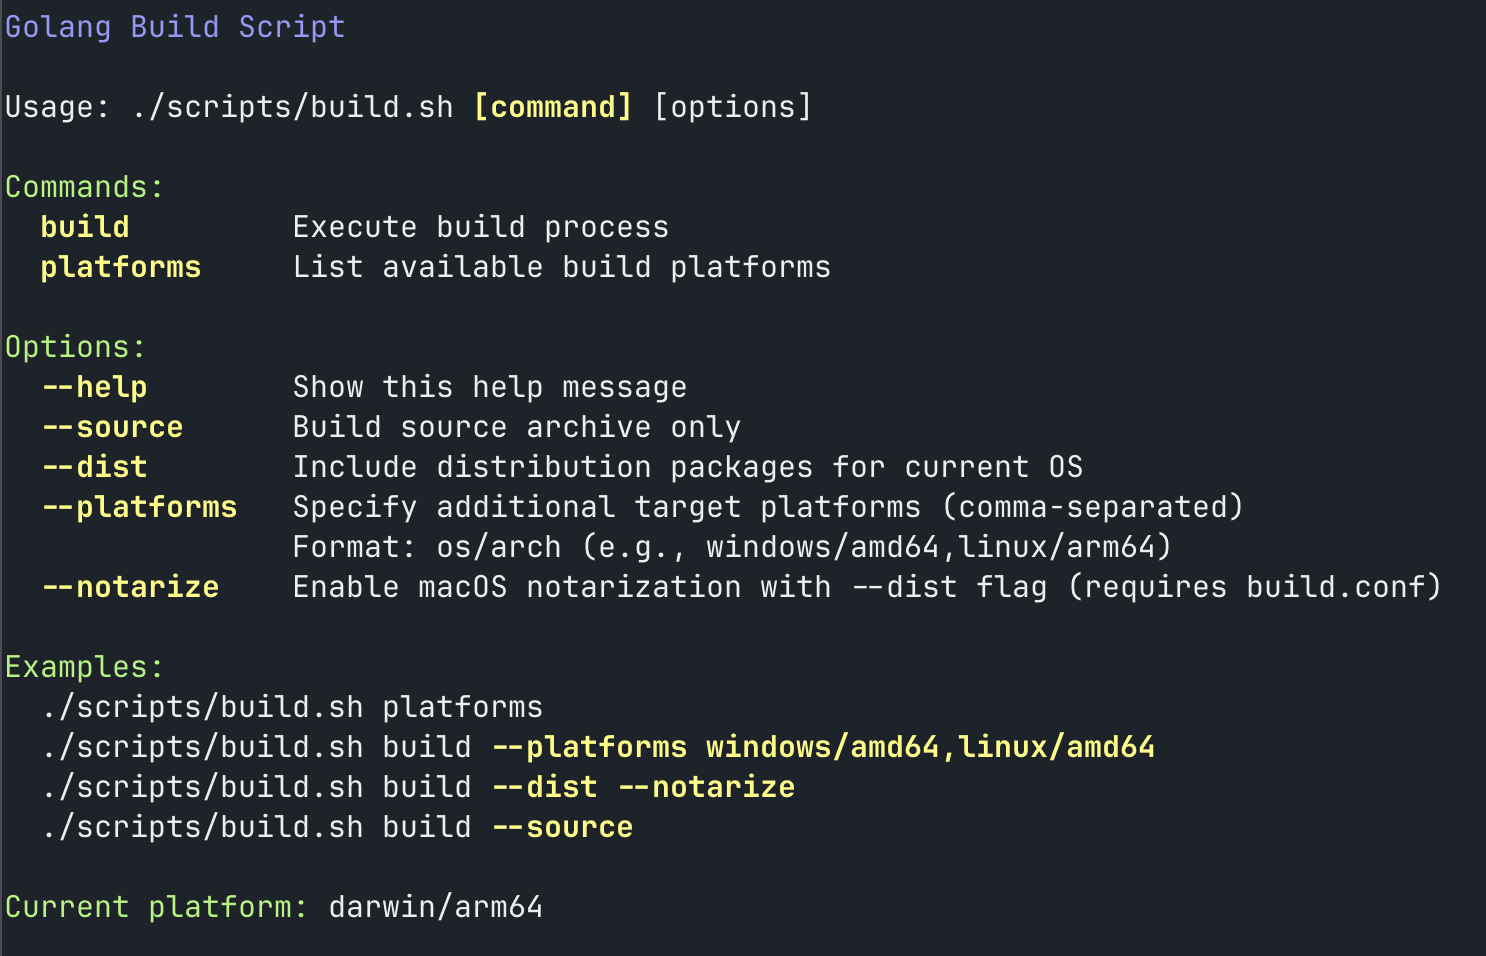 Golang Build Script
Usage: ./scripts/build.sh [command] [options]
Commands:
build Execute build process
platforms List available build platforms
Options:
--help Show this help message
--source Build source archive only
--dist Include distribution packages for current OS
--platforms Specify additional target platforms (comma-separated)
Format: os/arch (e.g., windows/amd64,linux/arm64)
--notarize Enable macOS notarization with --dist flag (requires build.conf)
Examples:
./scripts/build.sh platforms
./scripts/build.sh build --platforms windows/amd64,linux/amd64
./scripts/build.sh build --dist --notarize
./scripts/build.sh build --source
Current platform: darwin/arm64